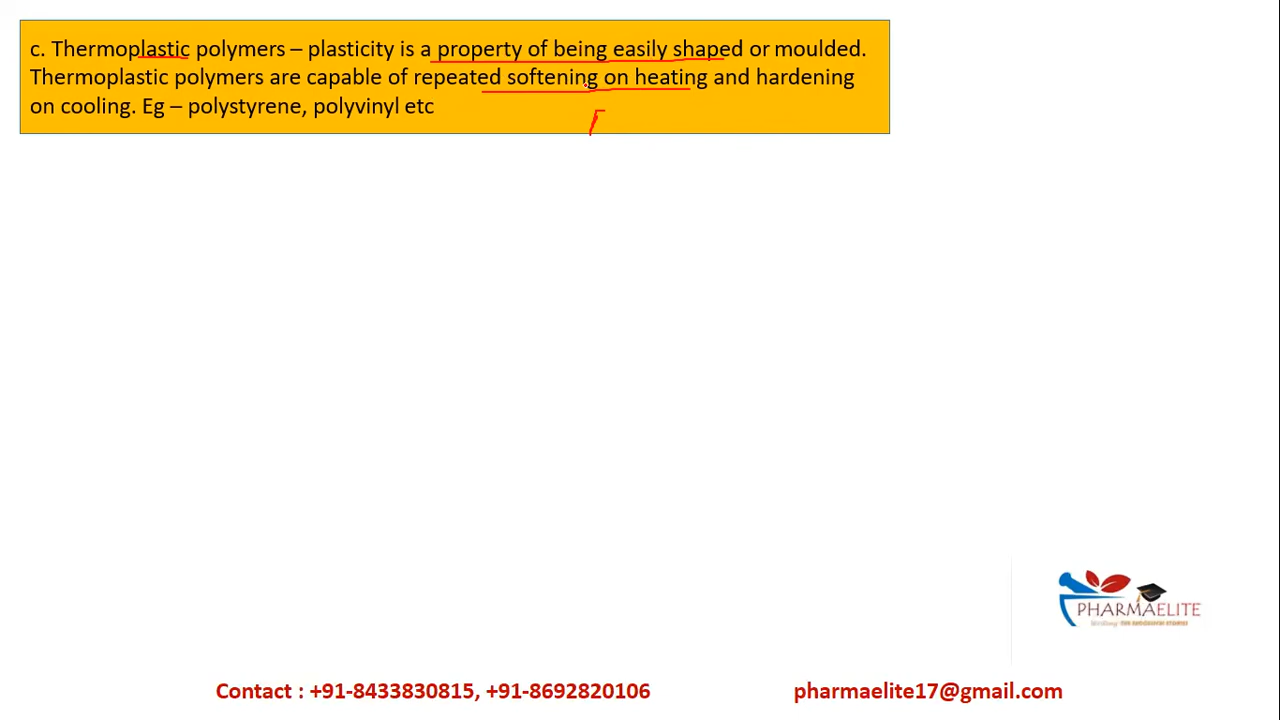 c. Thermoplastic polymers – plasticity is a property of being easily shaped or moulded.
Thermoplastic polymers are capable of repeated softening on heating and hardening
on cooling. Eg – polystyrene, polyvinyl etc
PHARMAELITE
Contact : +91-8433830815, +91-8692820106
pharmaelite17@gmail.com